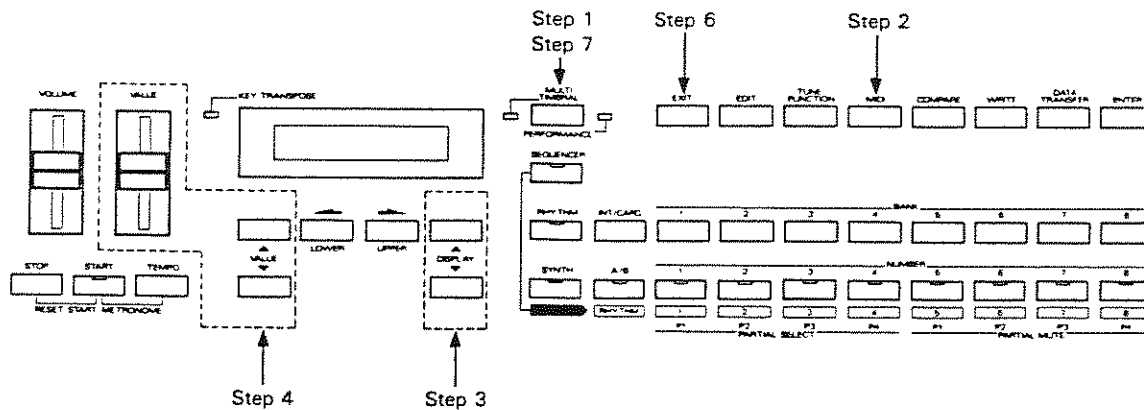 Step 1
Step 7
Step 6
Step 2
VOLUME
VALUE
KEY TRANSPOSE
MULTI
TIMBRAL
PERFORMANCE
EXIT
EDIT
TUNE
FUNCTION
MIDI
COMPARE
WRITE
DATA
TRANSFER
ENTER
SEQUENCER
RHYTHM
INT/CARD
BANK
1 2 3 4 5 6 7 8
LOWER
UPPER
VALUE
DISPLAY
STOP
START
TEMPO
RESET START
METRONOME
SYNTH
A/B
NUMBER
1 2 3 4 5 6 7 8
RHYTHM
1 2 3 4 5 6 7 8
P1 P2 P3 P4 P1 P2 P3 P4
PARTIAL SELECT
PARTIAL MUTE
Step 4
Step 3